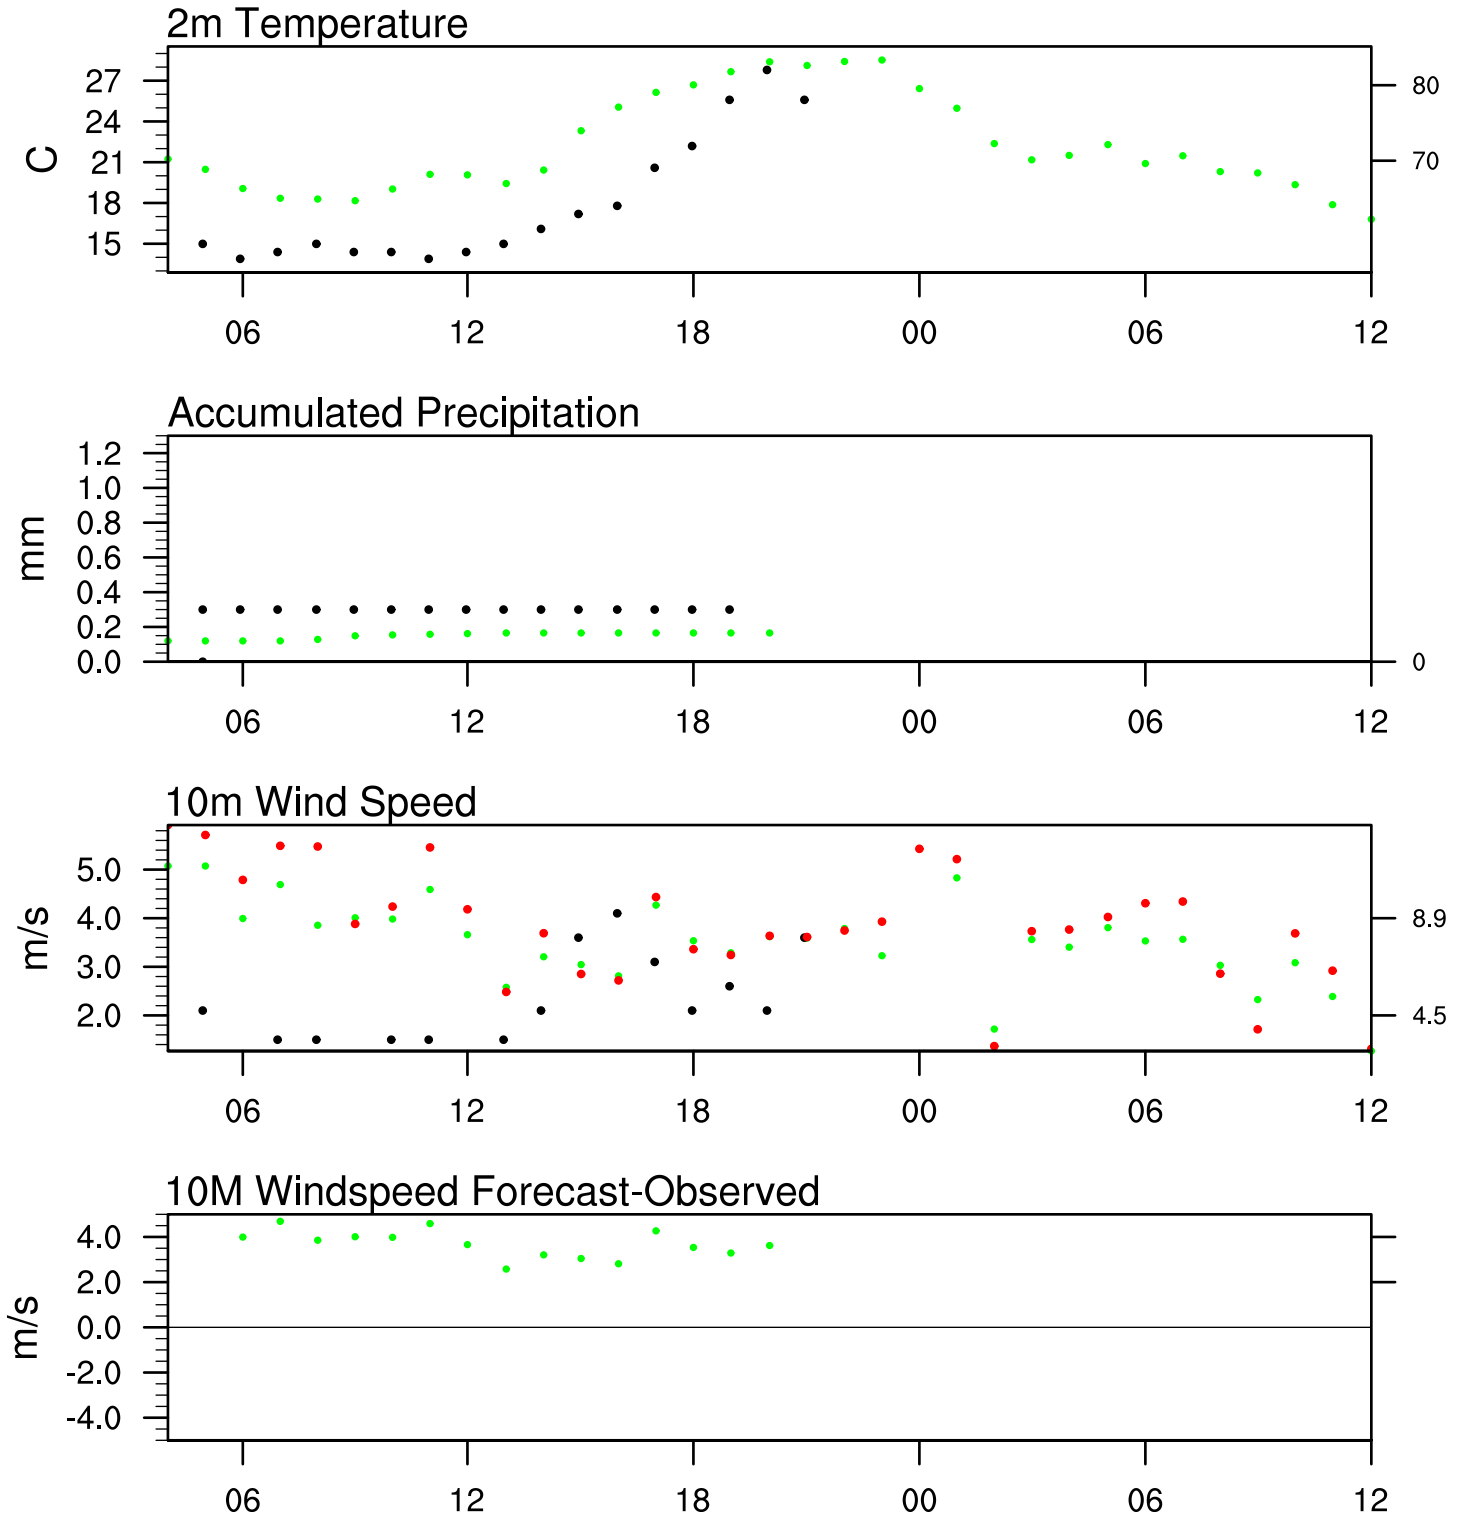 2m Temperature
27
24
21
18
15
C
80
70
06 12 18 00 06 12
Accumulated Precipitation
1.2
1.0
0.8
0.6
0.4
0.2
0.0
mm
0
06 12 18 00 06 12
10m Wind Speed
5.0
4.0
3.0
2.0
m/s
8.9
4.5
06 12 18 00 06 12
10M Windspeed Forecast-Observed
4.0
2.0
0.0
-2.0
-4.0
m/s
06 12 18 00 06 12